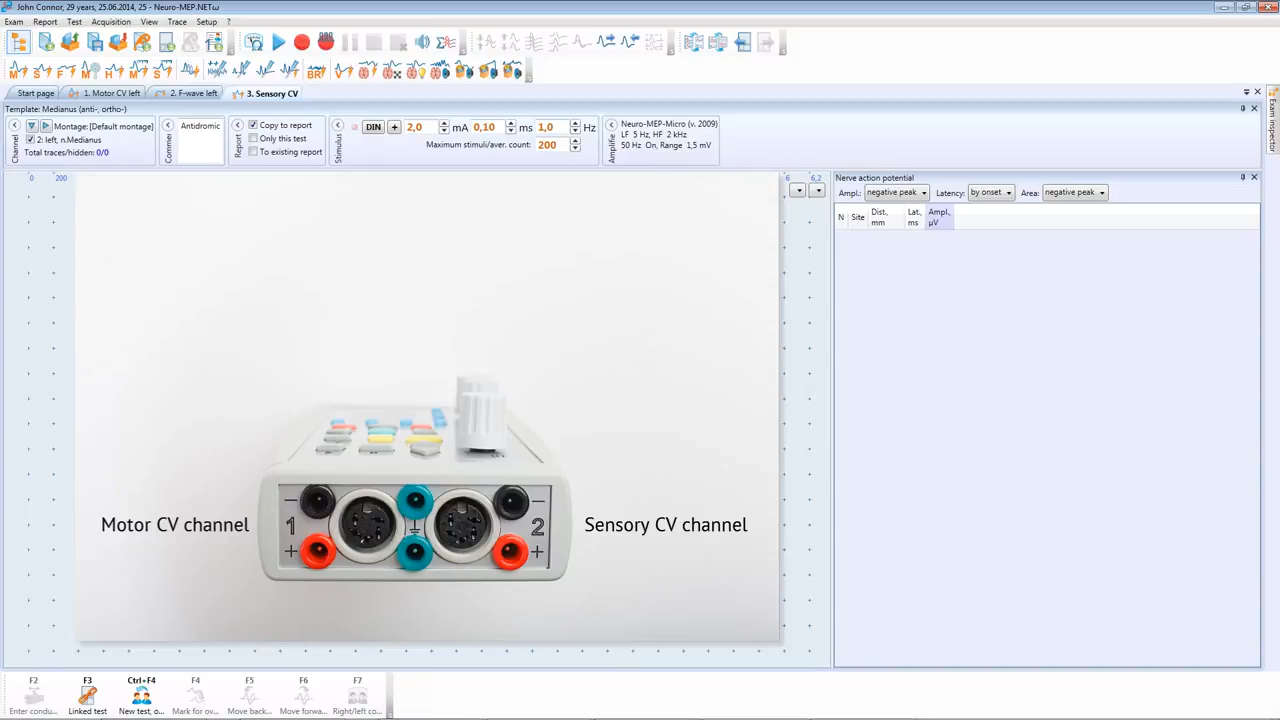 John Connor, 29 years, 25.06.2014, 25 - Neuro-MEP.NETω
Exam Report Test Acquisition View Trace Setup ?
Start page 1. Motor CV left 2. F-wave left 3. Sensory CV
Template: Medianus (anti-, ortho-)
Channel
Montage: [Default montage]
2: left, n.Medianus
Total traces/hidden: 0/0
Antidromic
Report
Copy to report
Only this test
To existing report
Stimulus
DIN + 2,0 mA 0,10 ms 1,0 Hz
Maximum stimuli/aver. count: 200
Neuro-MEP-Micro (v. 2009)
LF 5 Hz, HF 2 kHz
50 Hz On, Range 1,5 mV
Exam inspector
0 200 6 6,2
Nerve action potential
Ampl.: negative peak Latency: by onset Area: negative peak
N Site Dist., mm Lat., ms Ampl., µV
Motor CV channel
1
2
Sensory CV channel
− −
+ +
F2 F3 Ctrl+F4 F4 F5 F6 F7
Enter condu... Linked test New test, o... Mark for ov... Move back... Move forwa... Right/left co...